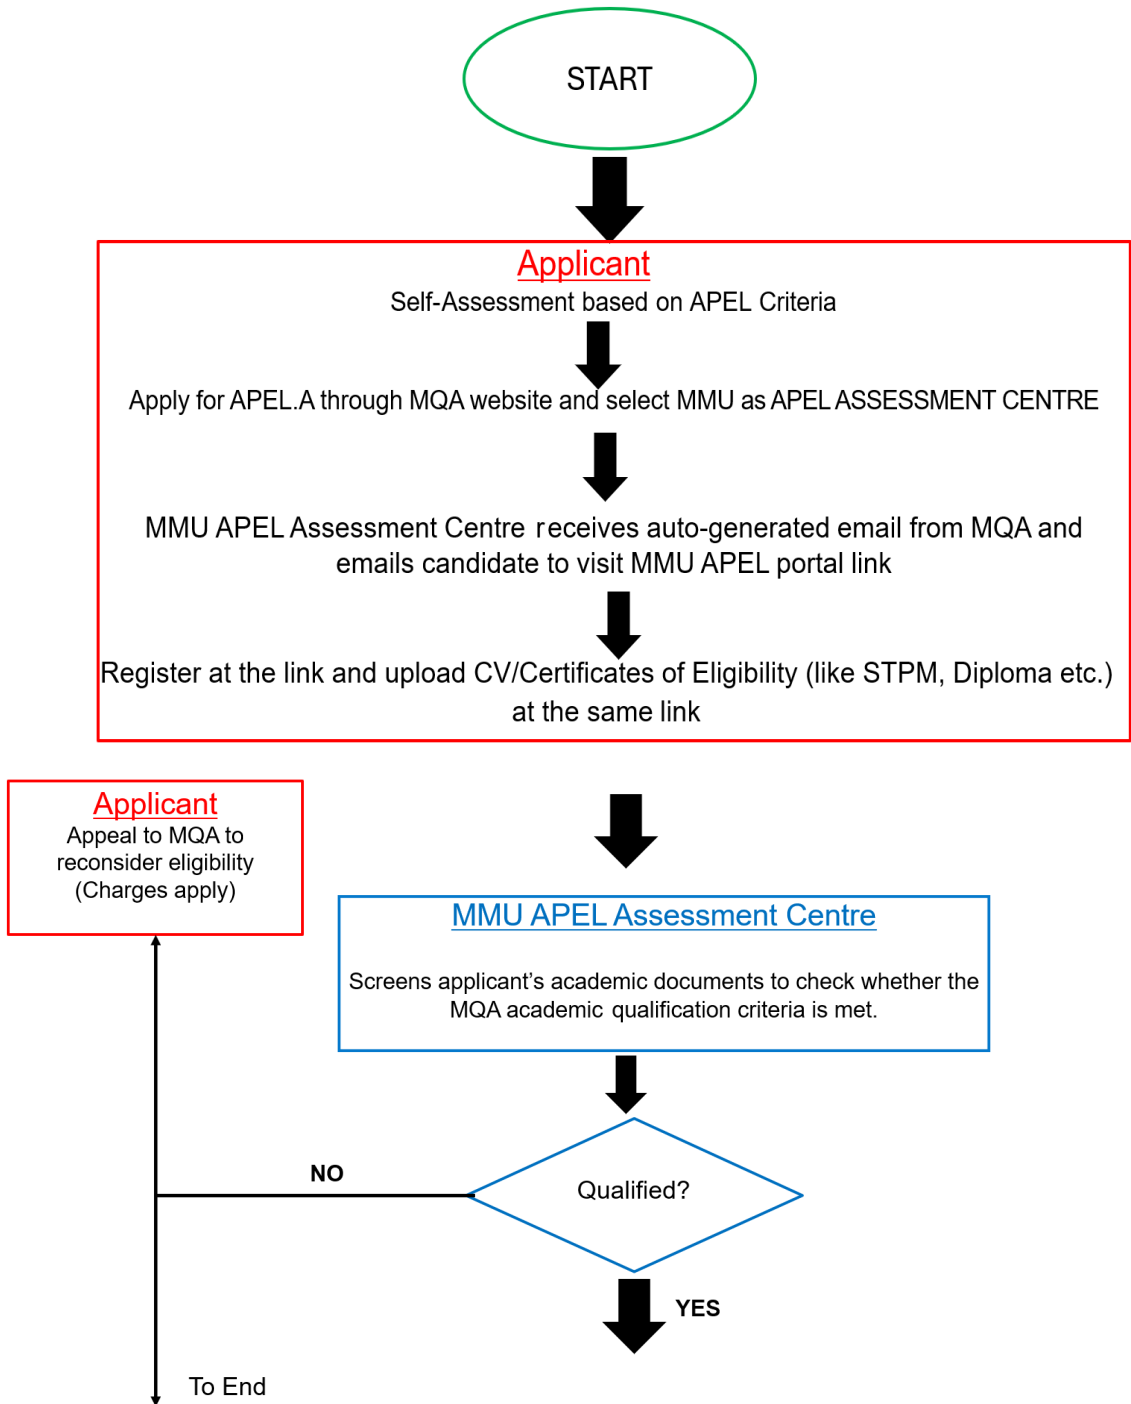 START
Applicant
Self-Assessment based on APEL Criteria
Apply for APEL.A through MQA website and select MMU as APEL ASSESSMENT CENTRE
MMU APEL Assessment Centre receives auto-generated email from MQA and
emails candidate to visit MMU APEL portal link
Register at the link and upload CV/Certificates of Eligibility (like STPM, Diploma etc.)
at the same link
Applicant
Appeal to MQA to
reconsider eligibility
(Charges apply)
MMU APEL Assessment Centre
Screens applicant’s academic documents to check whether the
MQA academic qualification criteria is met.
NO
Qualified?
YES
To End